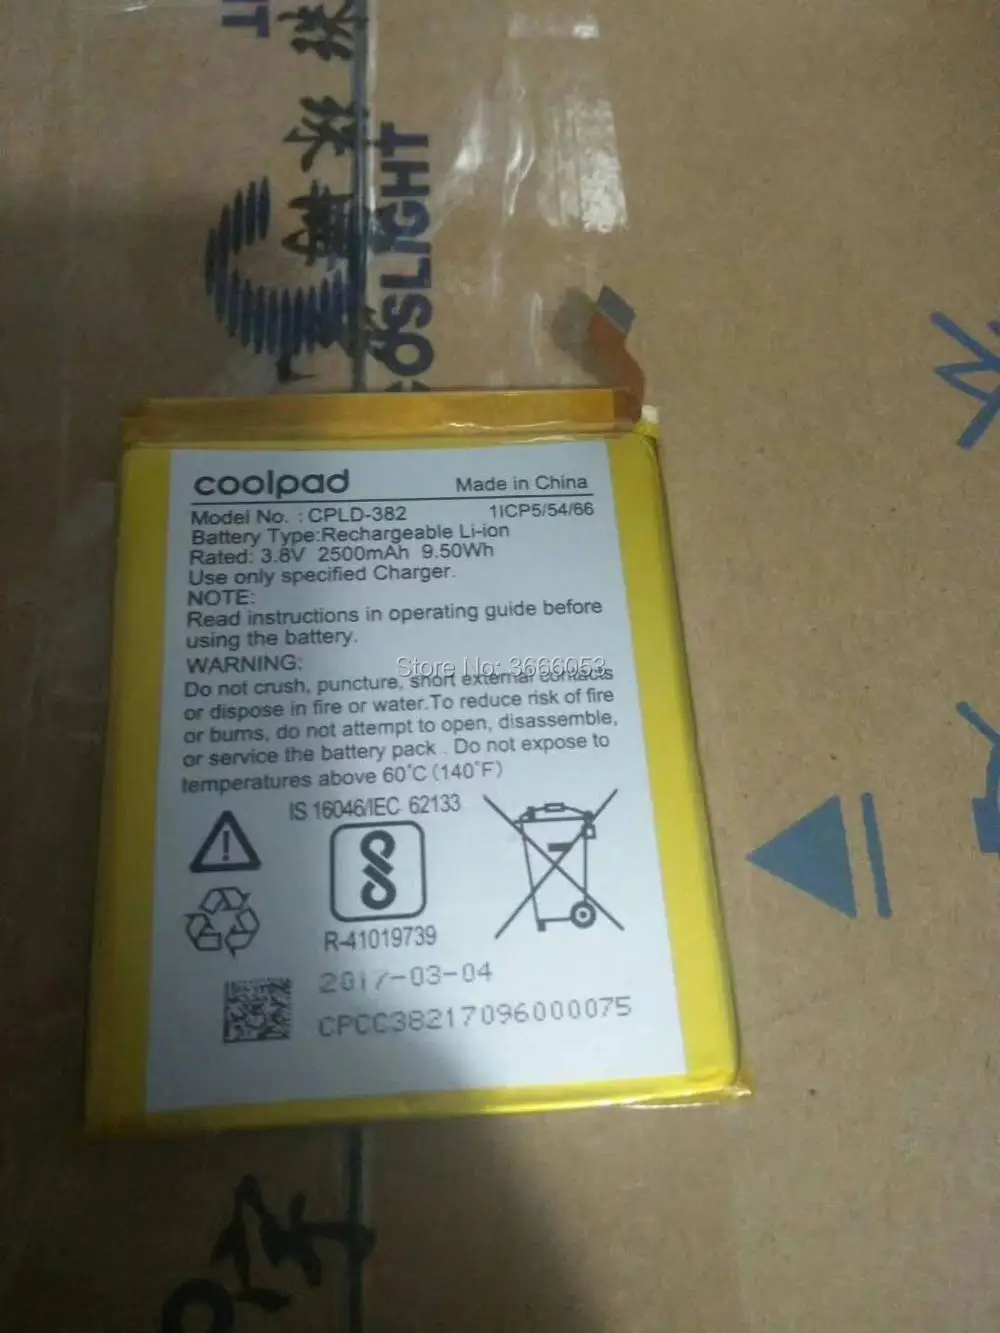 COSLIGHT
coolpad
Made in China
Model No. : CPLD-382
1ICP5/54/66
Battery Type:Rechargeable Li-ion
Rated: 3.8V 2500mAh 9.50Wh
Use only specified Charger.
NOTE:
Read instructions in operating guide before
using the battery.
WARNING:
Store No: 3666053
Do not crush, puncture, short external contacts
or dispose in fire or water.To reduce risk of fire
or burns, do not attempt to open, disassemble,
or service the battery pack . Do not expose to
temperatures above 60°C (140°F)
IS 16046/IEC 62133
R-41019739
2017-03-04
CPCC38217096000075